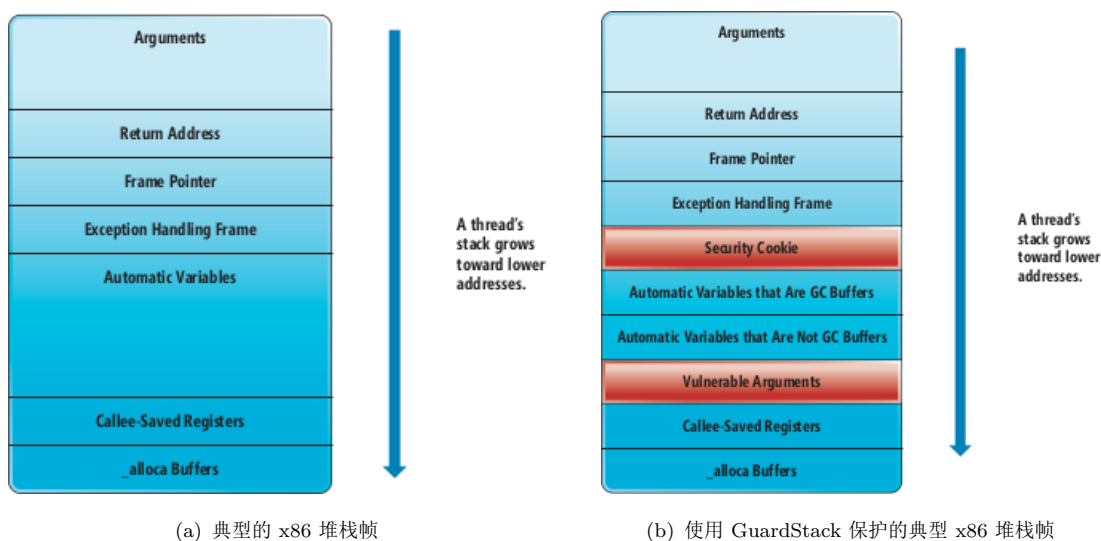 Arguments
Return Address
Frame Pointer
Exception Handling Frame
Automatic Variables
Callee-Saved Registers
_alloca Buffers
A thread's
stack grows
toward lower
addresses.
(a) 典型的 x86 堆栈帧
Arguments
Return Address
Frame Pointer
Exception Handling Frame
Security Cookie
Automatic Variables that Are GC Buffers
Automatic Variables that Are Not GC Buffers
Vulnerable Arguments
Callee-Saved Registers
_alloca Buffers
A thread's
stack grows
toward lower
addresses.
(b) 使用 GuardStack 保护的典型 x86 堆栈帧